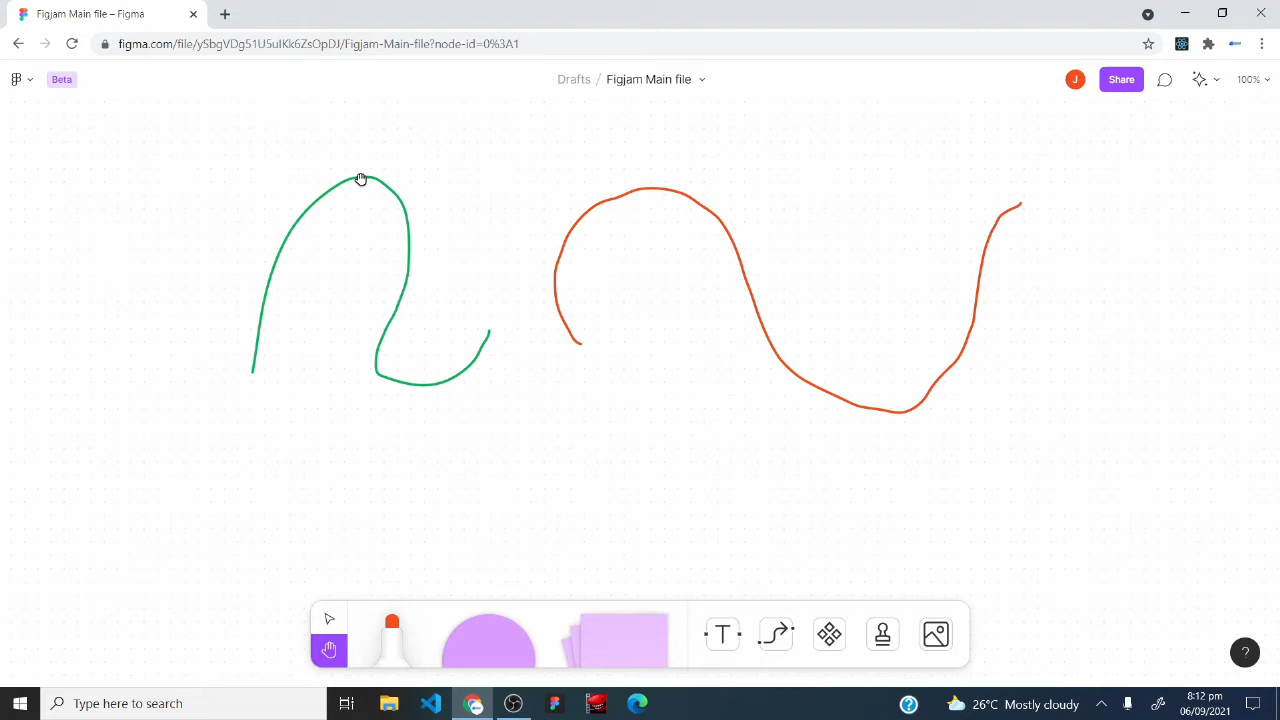 Figjam Main file – Figma
figma.com/file/ySbgVDg51U5uIKk6ZsOpDJ/Figjam-Main-file?node-id=0%3A1
Beta
Drafts / Figjam Main file
J
Share
100%
T
?
Type here to search
?
26°C Mostly cloudy
8:12 pm
06/09/2021